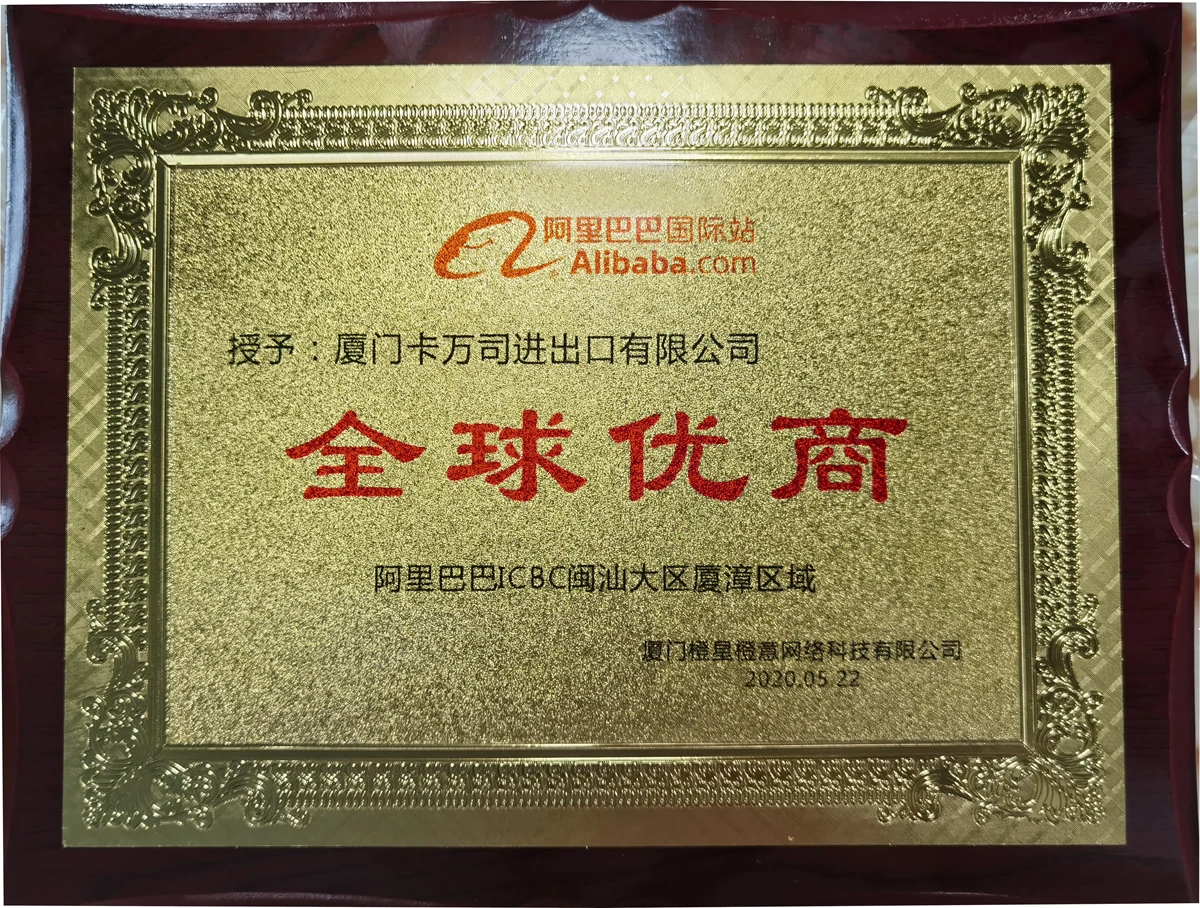 阿里巴巴国际站
Alibaba.com
授予：厦门卡万司进出口有限公司
全球优商
阿里巴巴ICBC闽汕大区厦漳区域
厦门橙星橙意网络科技有限公司
2020.05.22